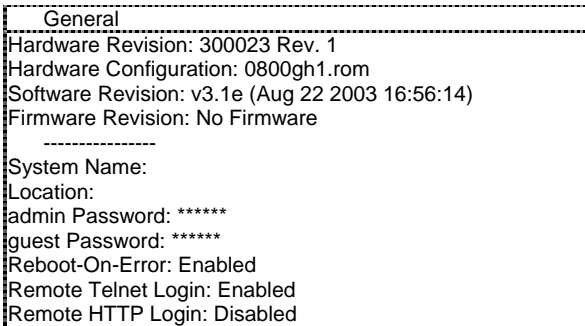 General
Hardware Revision: 300023 Rev. 1
Hardware Configuration: 0800gh1.rom
Software Revision: v3.1e (Aug 22 2003 16:56:14)
Firmware Revision: No Firmware
----------------
System Name:
Location:
admin Password: ******
guest Password: ******
Reboot-On-Error: Enabled
Remote Telnet Login: Enabled
Remote HTTP Login: Disabled